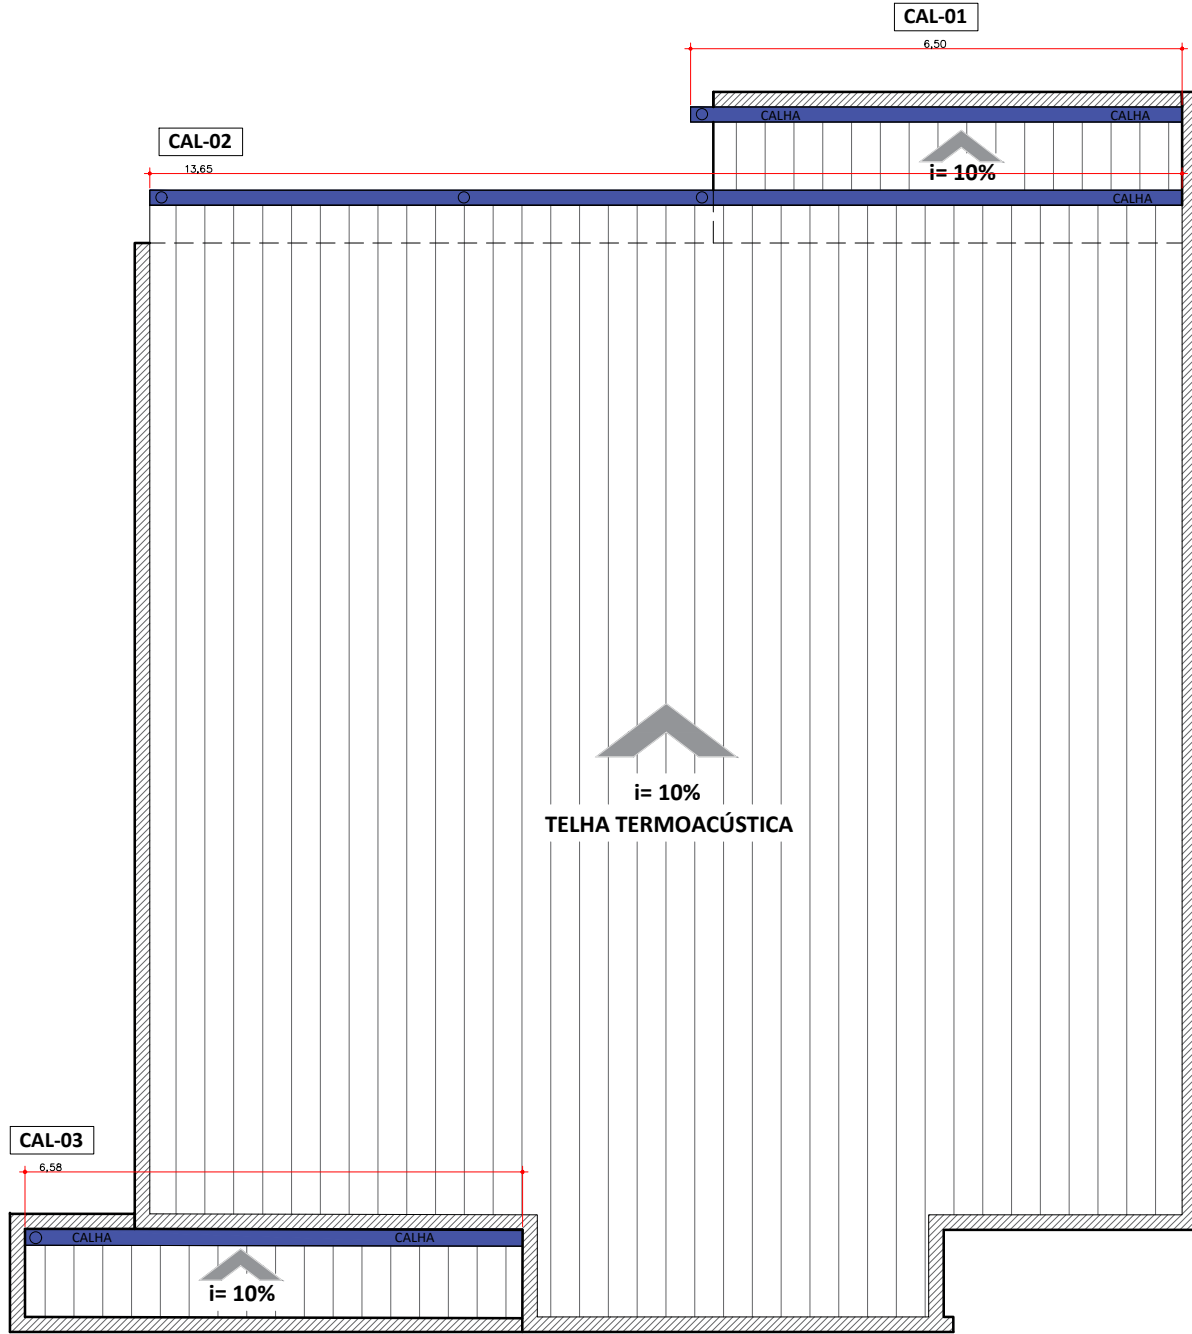 CAL-01
6,50
CALHA CALHA
CAL-02
13,65
i= 10%
CALHA
i= 10%
TELHA TERMOACÚSTICA
CAL-03
6,58
CALHA CALHA
i= 10%